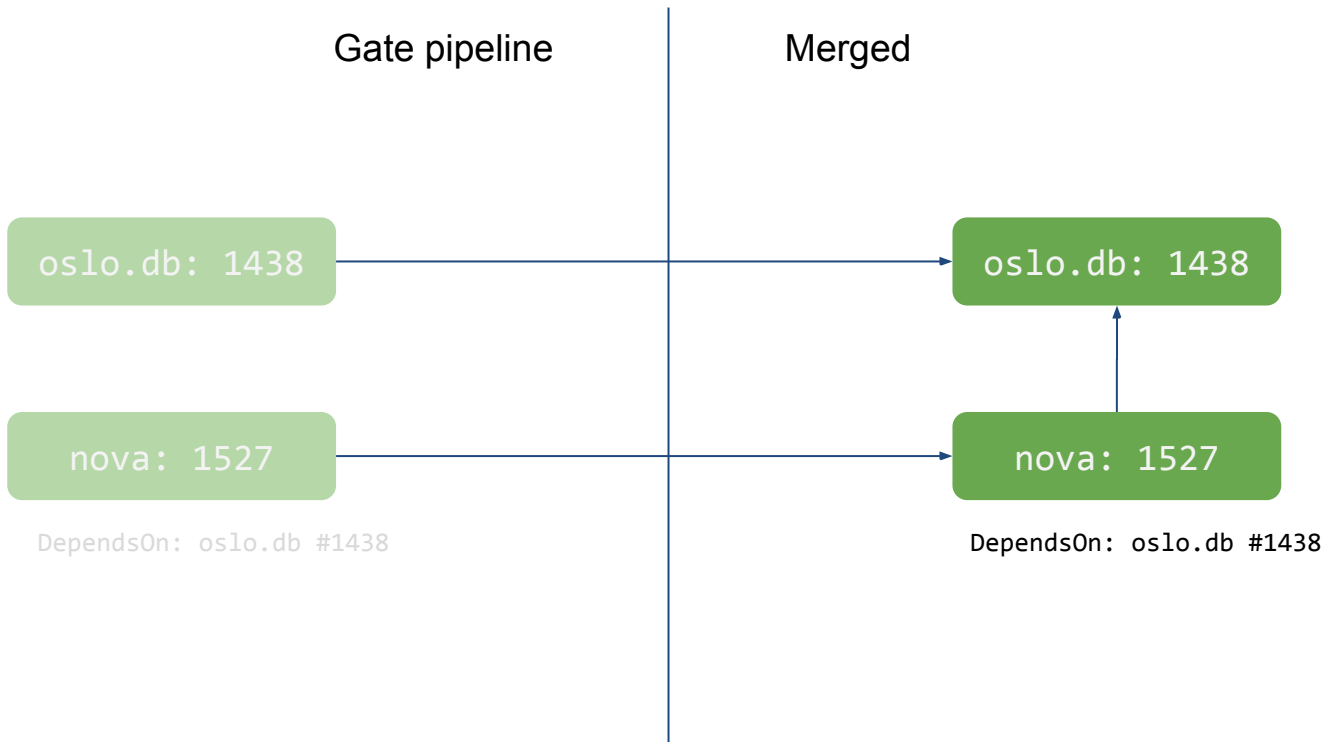 Gate pipeline
Merged
oslo.db: 1438
oslo.db: 1438
nova: 1527
nova: 1527
DependsOn: oslo.db #1438
DependsOn: oslo.db #1438